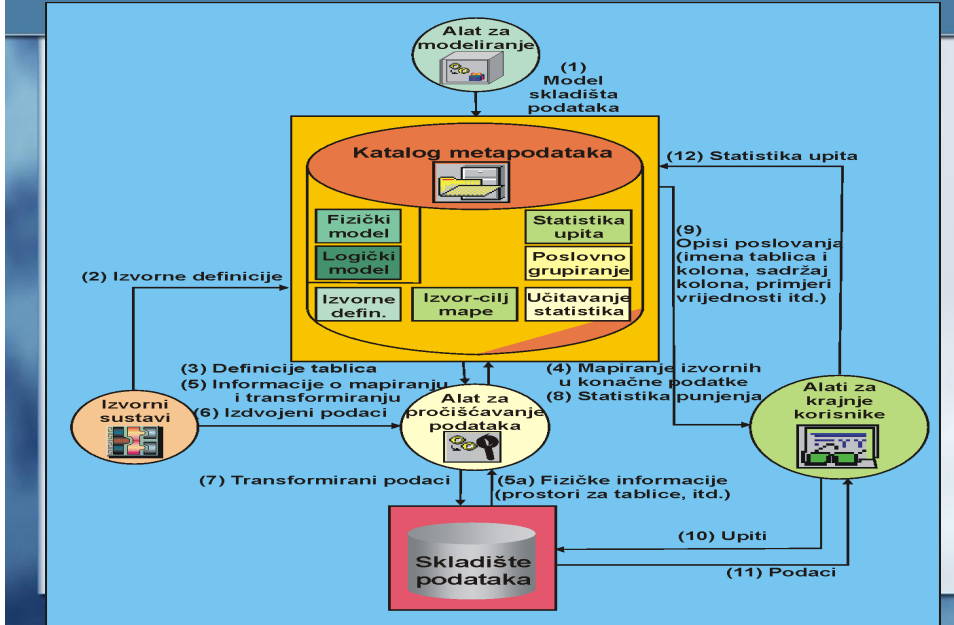 Alat za
modeliranje
(1)
Model
skladišta
podataka
Katalog metapodataka
(12) Statistika upita
Fizički
model
Statistika
upita
(9)
Opisi poslovanja
(imena tablica i
kolona, sadržaj
kolona, primjeri
vrijednosti itd.)
Logički
model
Poslovno
grupiranje
(2) Izvorne definicije
Izvorne
defin.
Izvor-cilj
mape
Učitavanje
statistika
(3) Definicije tablica
(5) Informacije o mapiranju
i transformiranju
(6) Izdvojeni podaci
(4) Mapiranje izvornih
u konačne podatke
(8) Statistika punjenja
Izvorni
sustavi
Alat za
pročišćavanje
podataka
Alati za
krajnje
korisnike
(7) Transformirani podaci
(5a) Fizičke informacije
(prostori za tablice, itd.)
(10) Upiti
(11) Podaci
Skladište
podataka